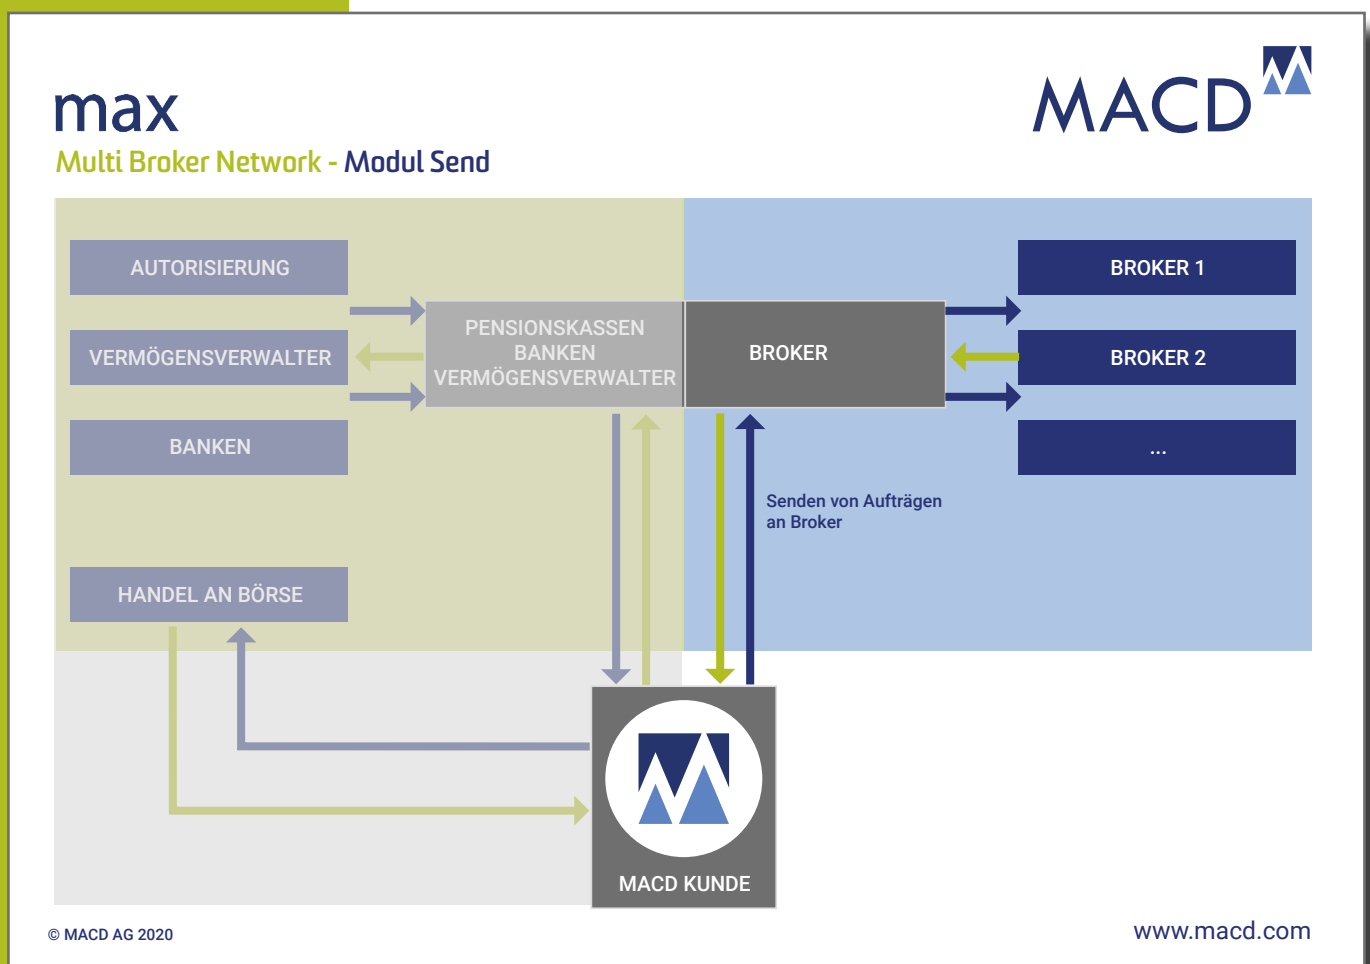 max
MACD
Multi Broker Network - Modul Send
AUTORISIERUNG
VERMÖGENSVERWALTER
BANKEN
HANDEL AN BÖRSE
PENSIONSKASSEN
BANKEN
VERMÖGENSVERWALTER
BROKER
BROKER 1
BROKER 2
...
Senden von Aufträgen
an Broker
MACD KUNDE
© MACD AG 2020
www.macd.com